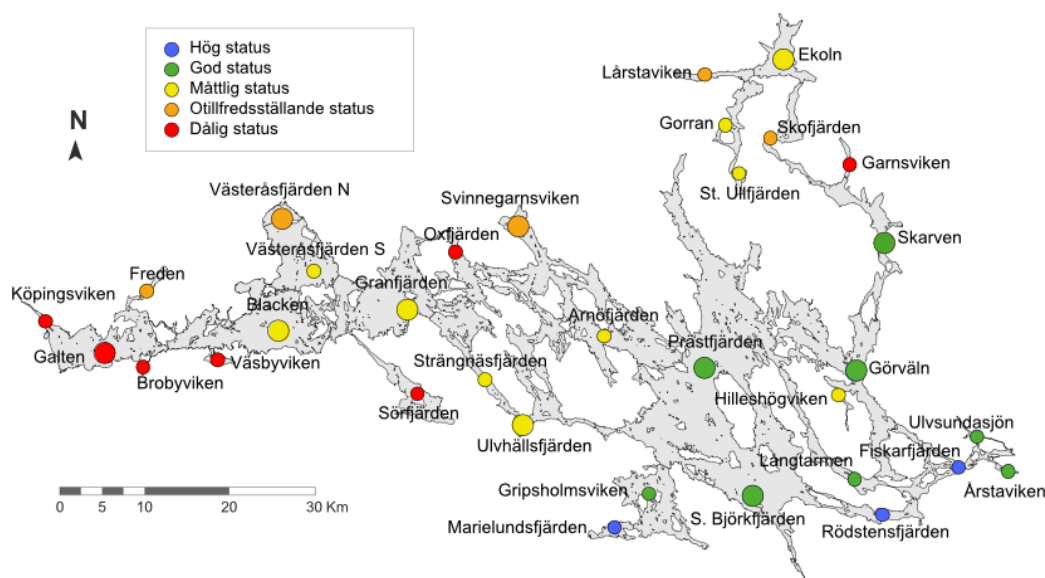 Hög status
God status
Måttlig status
Otillfredsställande status
Dålig status
N
Ekoln
Lårstaviken
Gorran
Skofjärden
Garnsviken
St. Ullfjärden
Västeråsfjärden N
Svinnegarnsviken
Oxfjärden
Skarven
Västeråsfjärden S
Freden
Granfjärden
Köpingsviken
Blacken
Arnöfjärden
Prästfjärden
Galten
Väsbyviken
Strängnäsfjärden
Görväln
Brobyviken
Hilleshögviken
Sörfjärden
Ulvsundasjön
Ulvhällsfjärden
Fiskarfjärden
Långtarmen
Gripsholmsviken
Årstaviken
S. Björkfjärden
Marielundsfjärden
Rödstensfjärden
0 5 10 20 30 Km